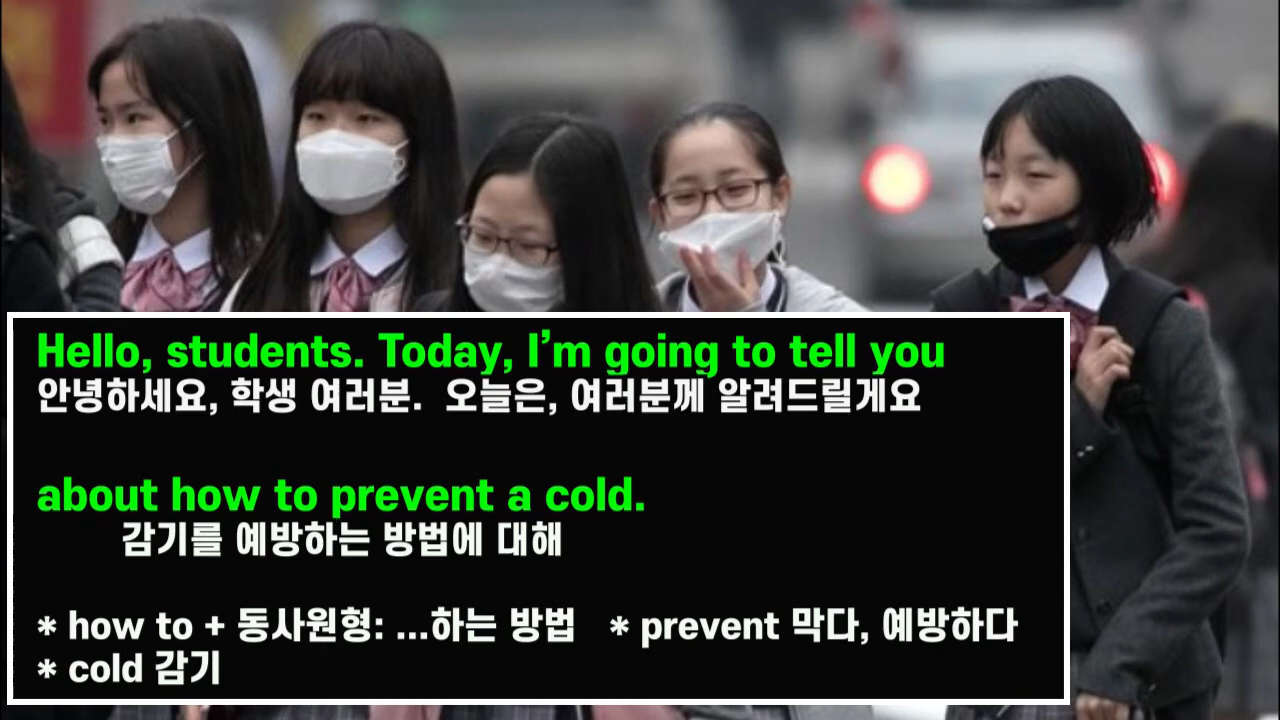 Hello, students. Today, I’m going to tell you
안녕하세요, 학생 여러분. 오늘은, 여러분께 알려드릴게요
about how to prevent a cold.
감기를 예방하는 방법에 대해
* how to + 동사원형: ...하는 방법 * prevent 막다, 예방하다
* cold 감기